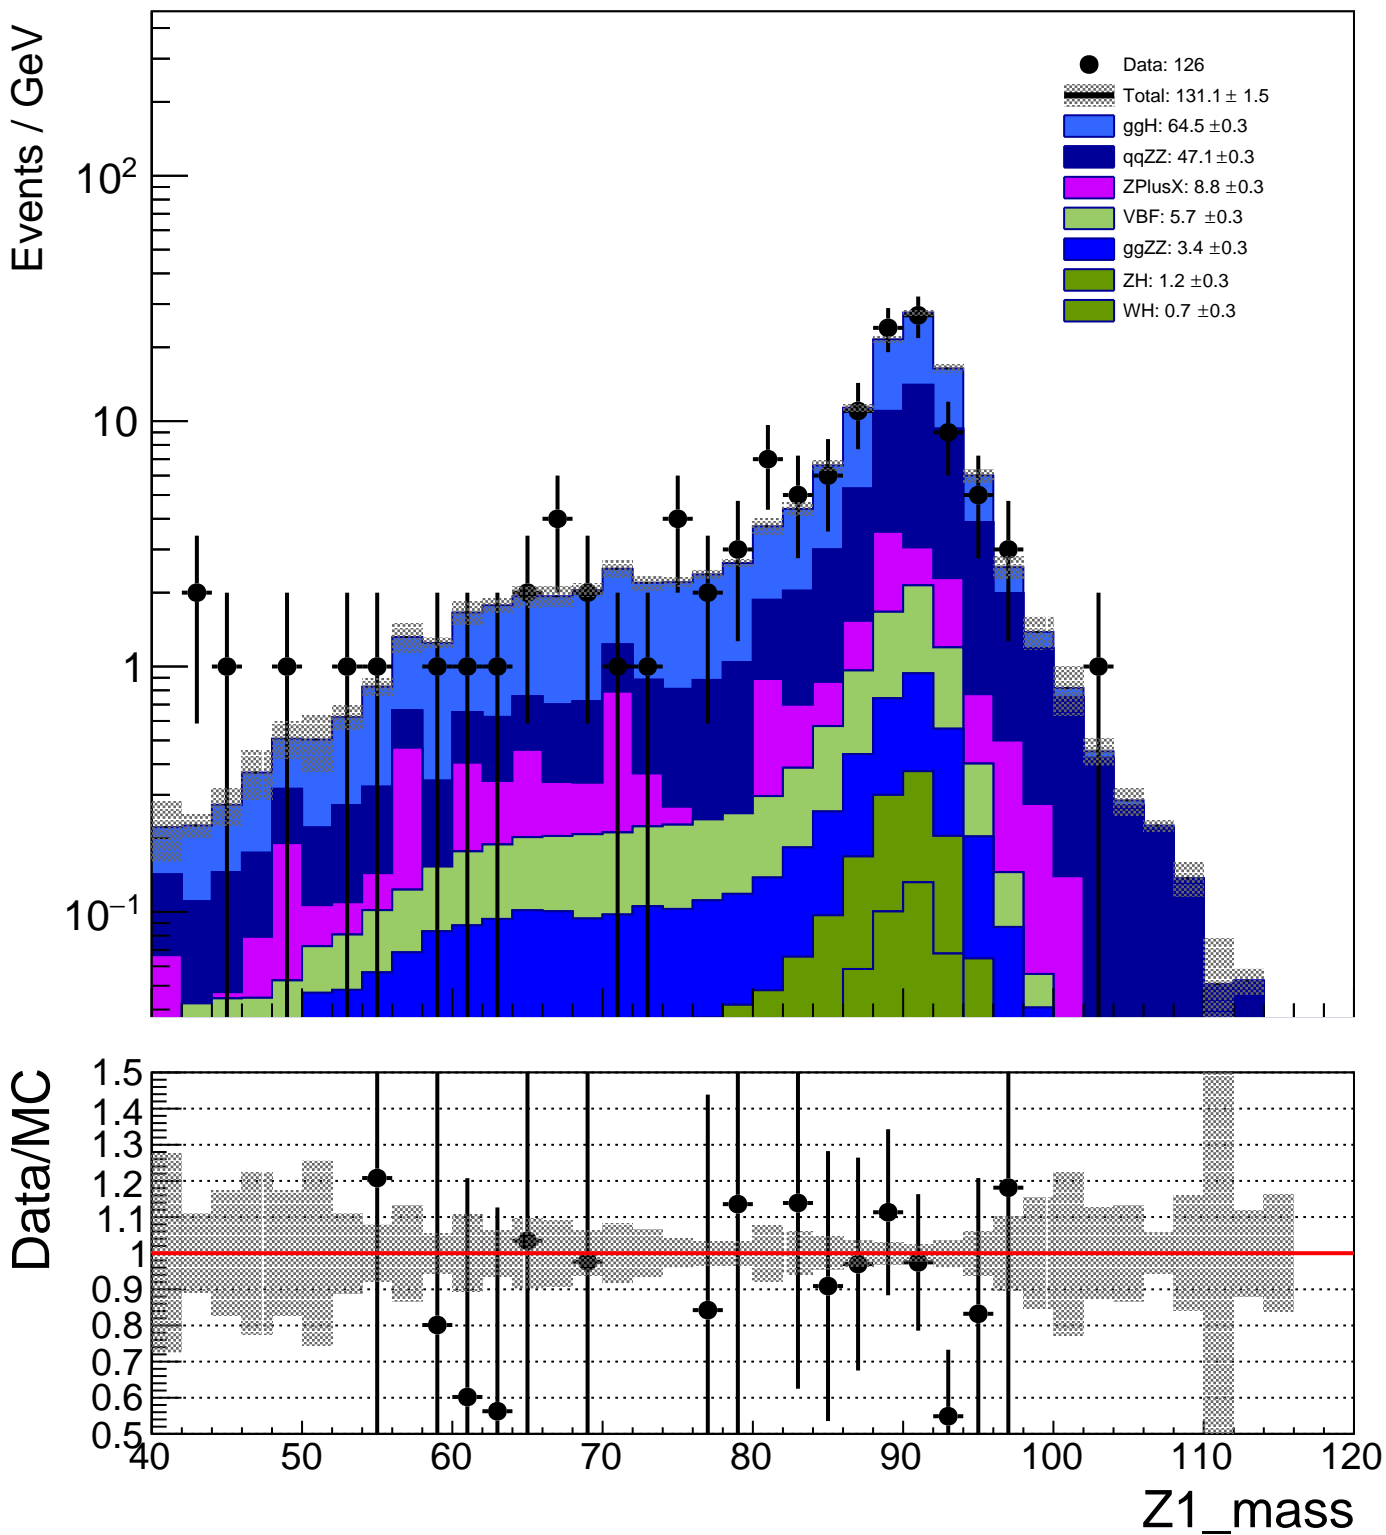 Events / GeV
10²
10
1
10⁻¹
Data: 126
Total: 131.1 ± 1.5
ggH: 64.5 ±0.3
qqZZ: 47.1 ±0.3
ZPlusX: 8.8 ±0.3
VBF: 5.7 ±0.3
ggZZ: 3.4 ±0.3
ZH: 1.2 ±0.3
WH: 0.7 ±0.3
Data/MC
1.5
1.4
1.3
1.2
1.1
1
0.9
0.8
0.7
0.6
0.5
40 50 60 70 80 90 100 110 120
Z1_mass